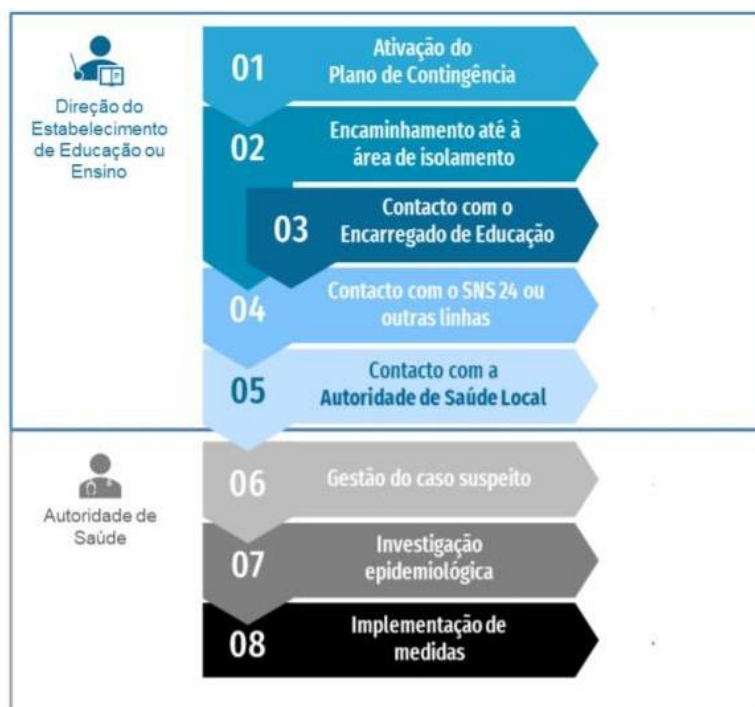 Direção do
Estabelecimento
de Educação ou
Ensino
01
Ativação do
Plano de Contingência
02
Encaminhamento até à
área de isolamento
03
Contacto com o
Encarregado de Educação
04
Contacto com o SNS 24 ou
outras linhas
05
Contacto com a
Autoridade de Saúde Local
Autoridade de
Saúde
06
Gestão do caso suspeito
07
Investigação
epidemiológica
08
Implementação de
medidas